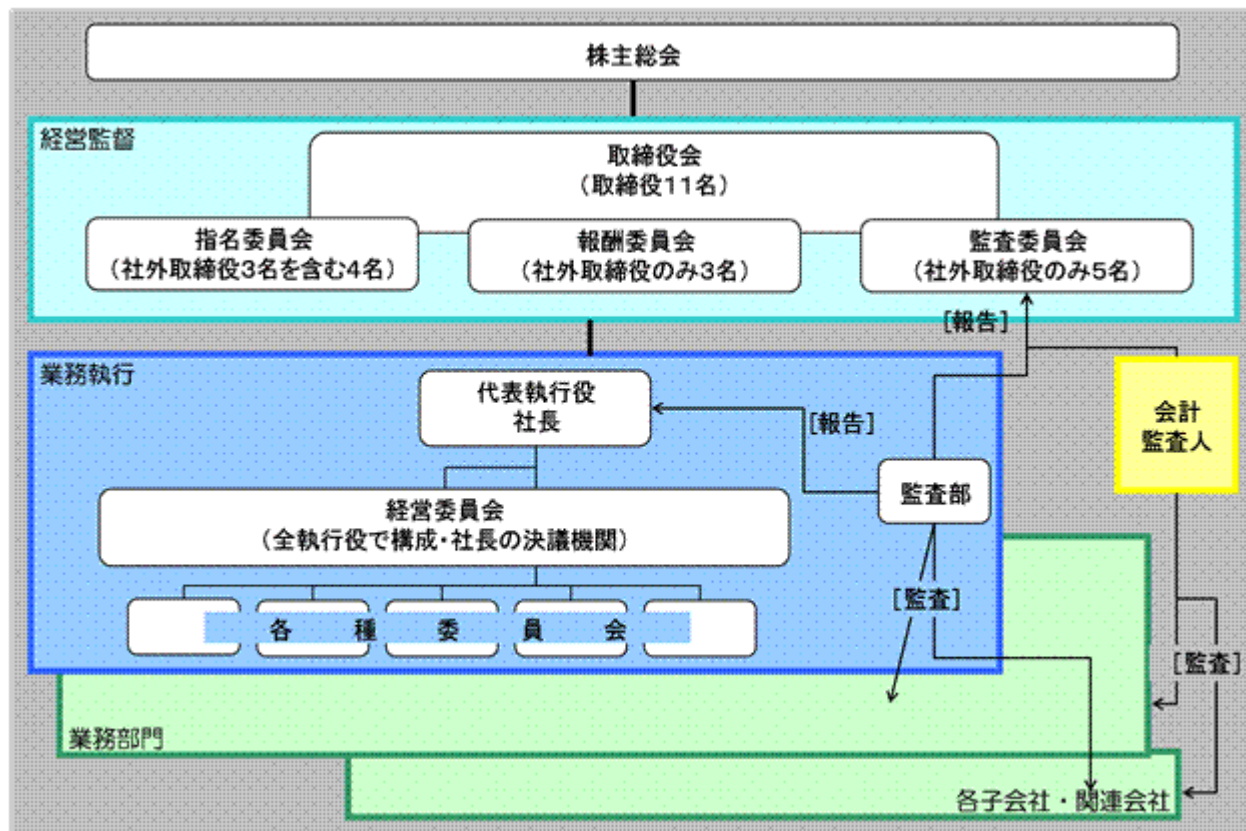 株主総会
経営監督
取締役会
（取締役１１名）
指名委員会
（社外取締役３名を含む４名）
報酬委員会
（社外取締役のみ３名）
監査委員会
（社外取締役のみ５名）
［報告］
業務執行
代表執行役
社長
［報告］
会計
監査人
監査部
経営委員会
（全執行役で構成・社長の決議機関）
［監査］
各種委員会
［監査］
業務部門
各子会社・関連会社